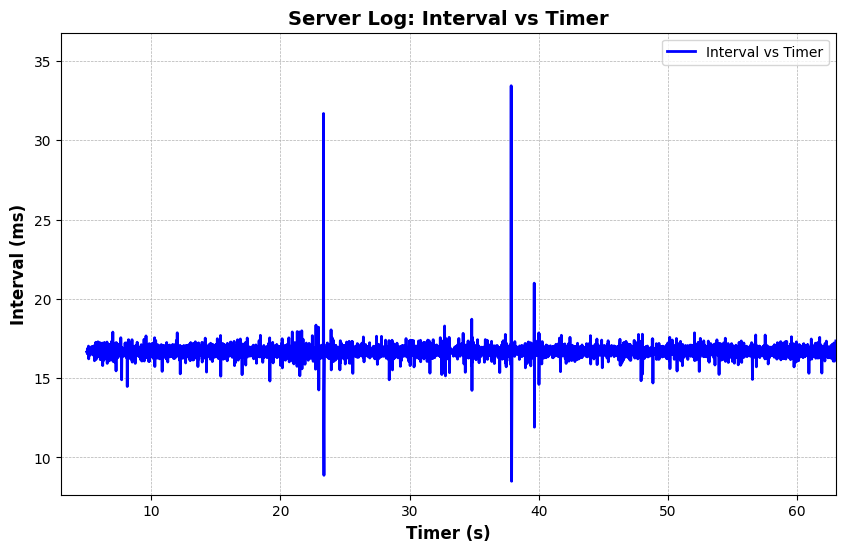 Server Log: Interval vs Timer
Interval vs Timer
Interval (ms)
35
30
25
20
15
10
10 20 30 40 50 60
Timer (s)